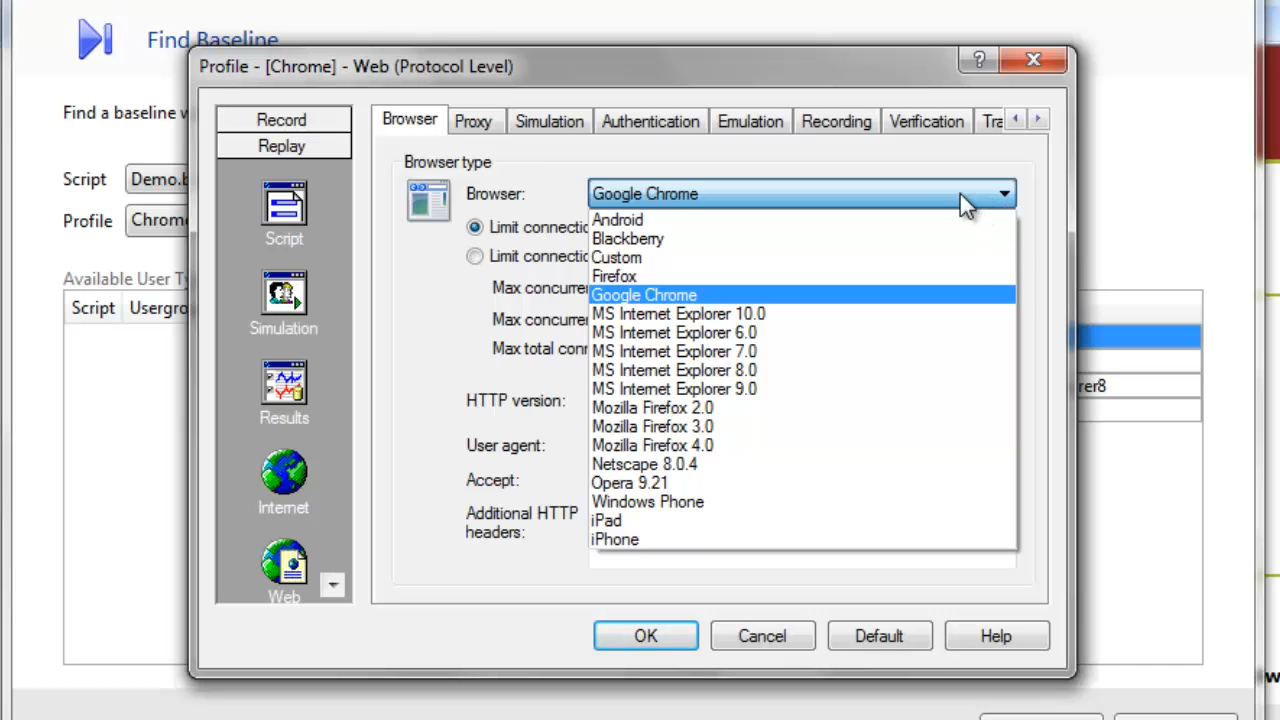 Find Baseline
Profile - [Chrome] - Web (Protocol Level)
Find a baseline
Script
Demo.b
Profile
Chrome
Available User Ty
Script
Usergro
Record
Replay
Script
Simulation
Results
Internet
Web
Browser
Proxy
Simulation
Authentication
Emulation
Recording
Verification
Tra
Browser type
Browser:
Google Chrome
Limit connectio
Limit connectio
Max concurre
Max concurre
Max total conn
HTTP version:
User agent:
Accept:
Additional HTTP
headers:
Android
Blackberry
Custom
Firefox
Google Chrome
MS Internet Explorer 10.0
MS Internet Explorer 6.0
MS Internet Explorer 7.0
MS Internet Explorer 8.0
MS Internet Explorer 9.0
Mozilla Firefox 2.0
Mozilla Firefox 3.0
Mozilla Firefox 4.0
Netscape 8.0.4
Opera 9.21
Windows Phone
iPad
iPhone
rer8
OK
Cancel
Default
Help